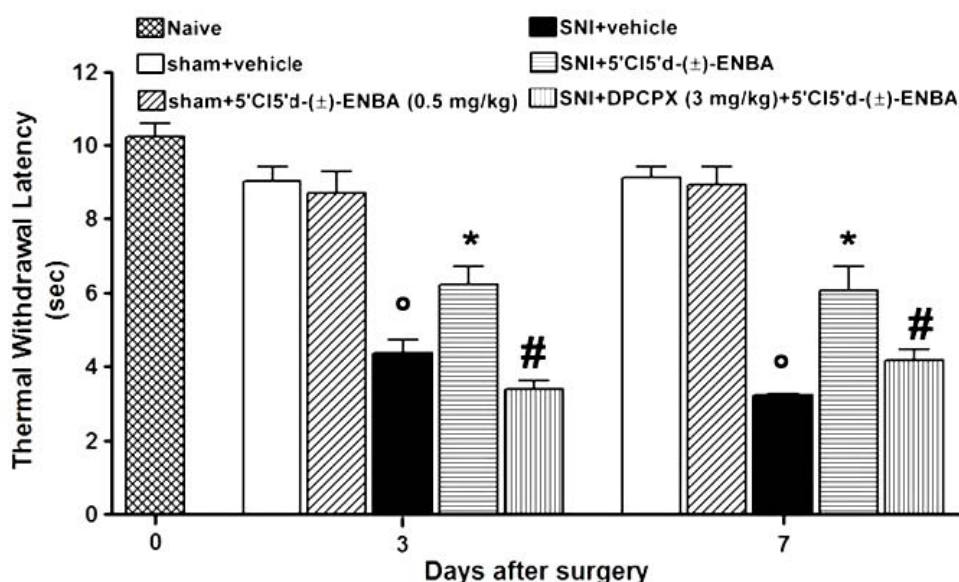 Naive
SNI+vehicle
sham+vehicle
SNI+5'Cl5'd-(±)-ENBA
sham+5'Cl5'd-(±)-ENBA (0.5 mg/kg)
SNI+DPCPX (3 mg/kg)+5'Cl5'd-(±)-ENBA
Thermal Withdrawal Latency
(sec)
12
10
8
6
4
2
0
*
*
°
#
°
#
0
3
7
Days after surgery